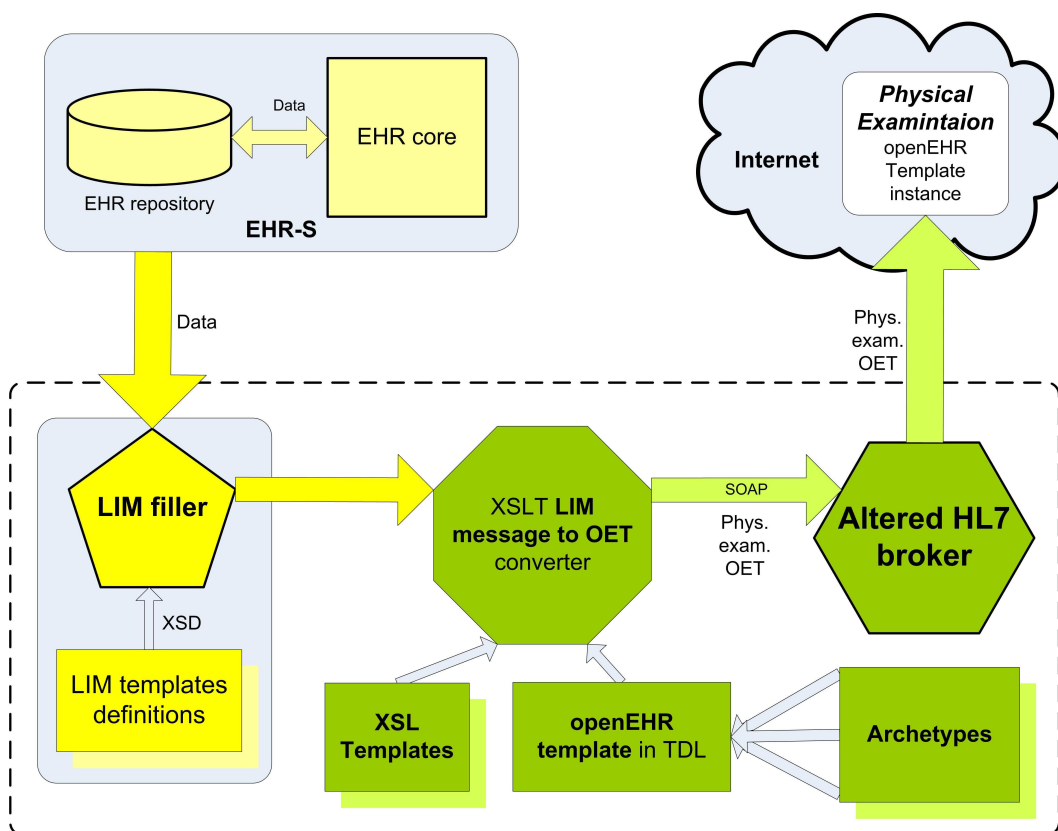 Data
EHR core
EHR repository
EHR-S
Physical
Examintaion
openEHR
Template
instance
Internet
Data
Phys.
exam.
OET
LIM filler
XSLT LIM
message to OET
converter
SOAP
Phys.
exam.
OET
Altered HL7
broker
XSD
LIM templates
definitions
XSL
Templates
openEHR
template in TDL
Archetypes